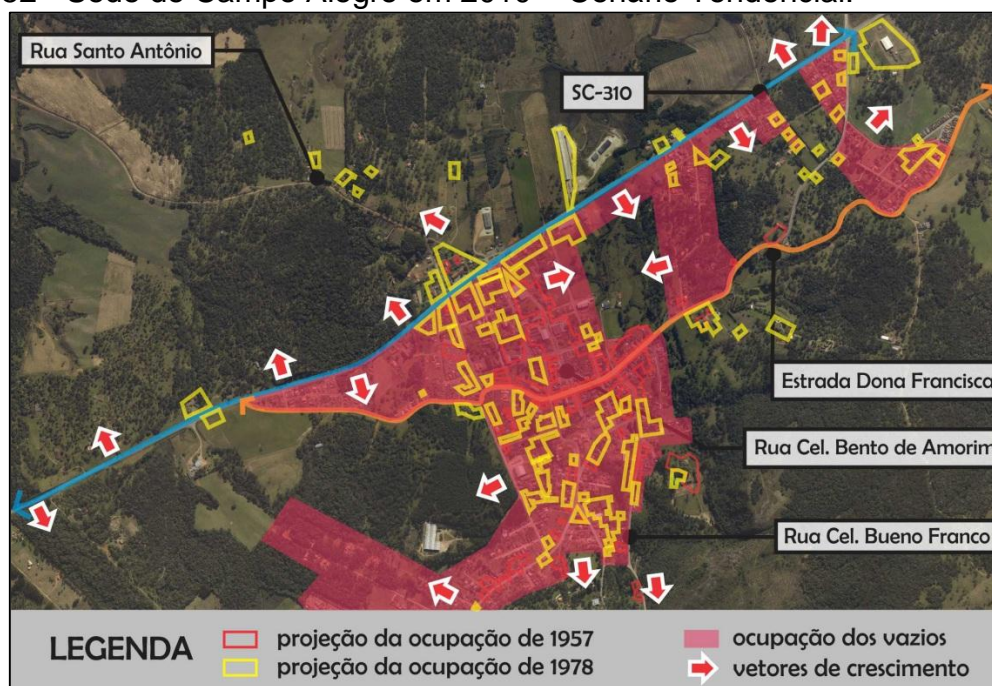 Rua Santo Antônio
SC-310
Estrada Dona Francisca
Rua Cel. Bento de Amorim
Rua Cel. Bueno Franco
LEGENDA
projeção da ocupação de 1957
projeção da ocupação de 1978
ocupação dos vazios
vetores de crescimento